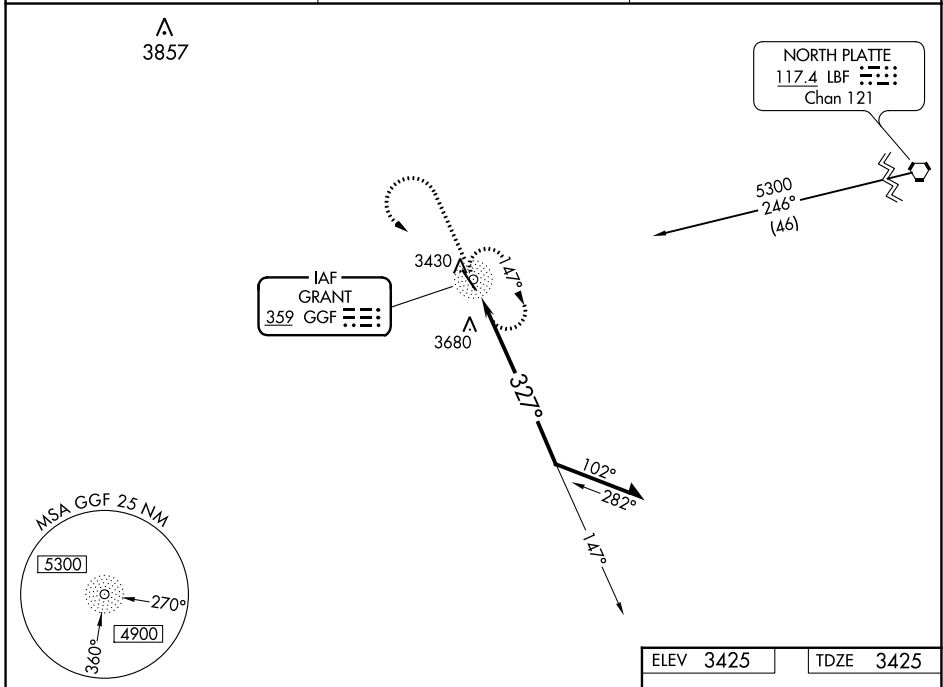 3857
NORTH PLATTE
117.4 LBF
Chan 121
5300
246°
(46)
3430
147°
IAF
GRANT
359 GGF
3680
327°
102°
282°
147°
MSA GGF 25 NM
5300
270°
4900
360°
ELEV 3425
TDZE 3425